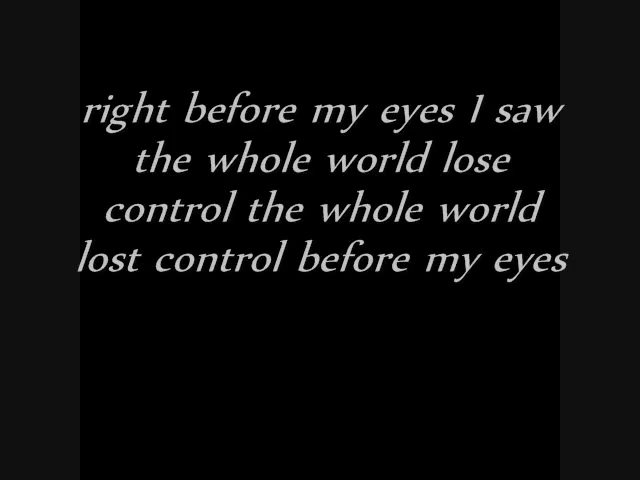 right before my eyes I saw
the whole world lose
control the whole world
lost control before my eyes